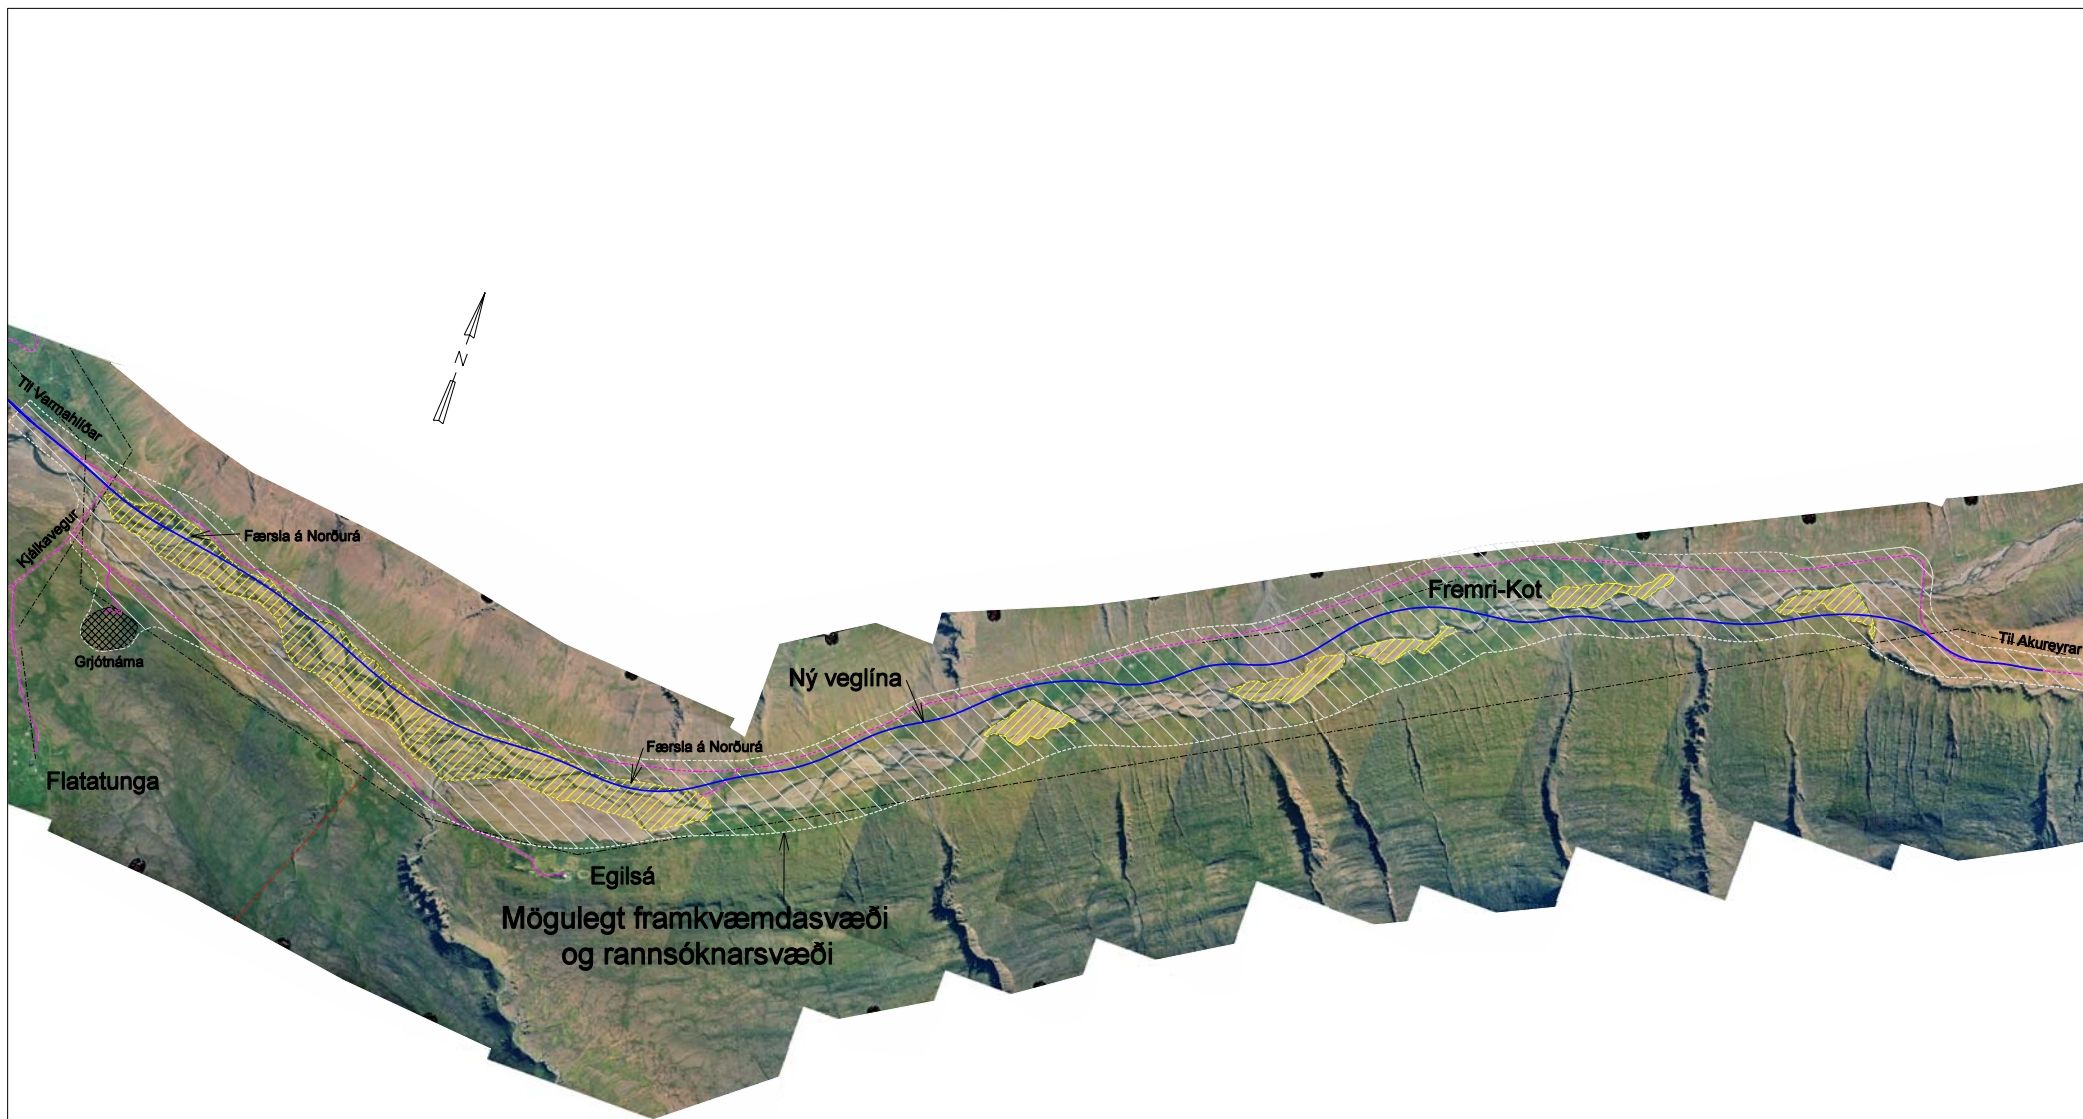 N
Til Varmahlíðar
Kjálkavegur
Færsla á Norðurá
Grjótnáma
Flatatunga
Færsla á Norðurá
Egilsá
Mögulegt framkvæmdasvæði
og rannsóknarsvæði
Ný veglína
Fremri-Kot
Til Akureyrar